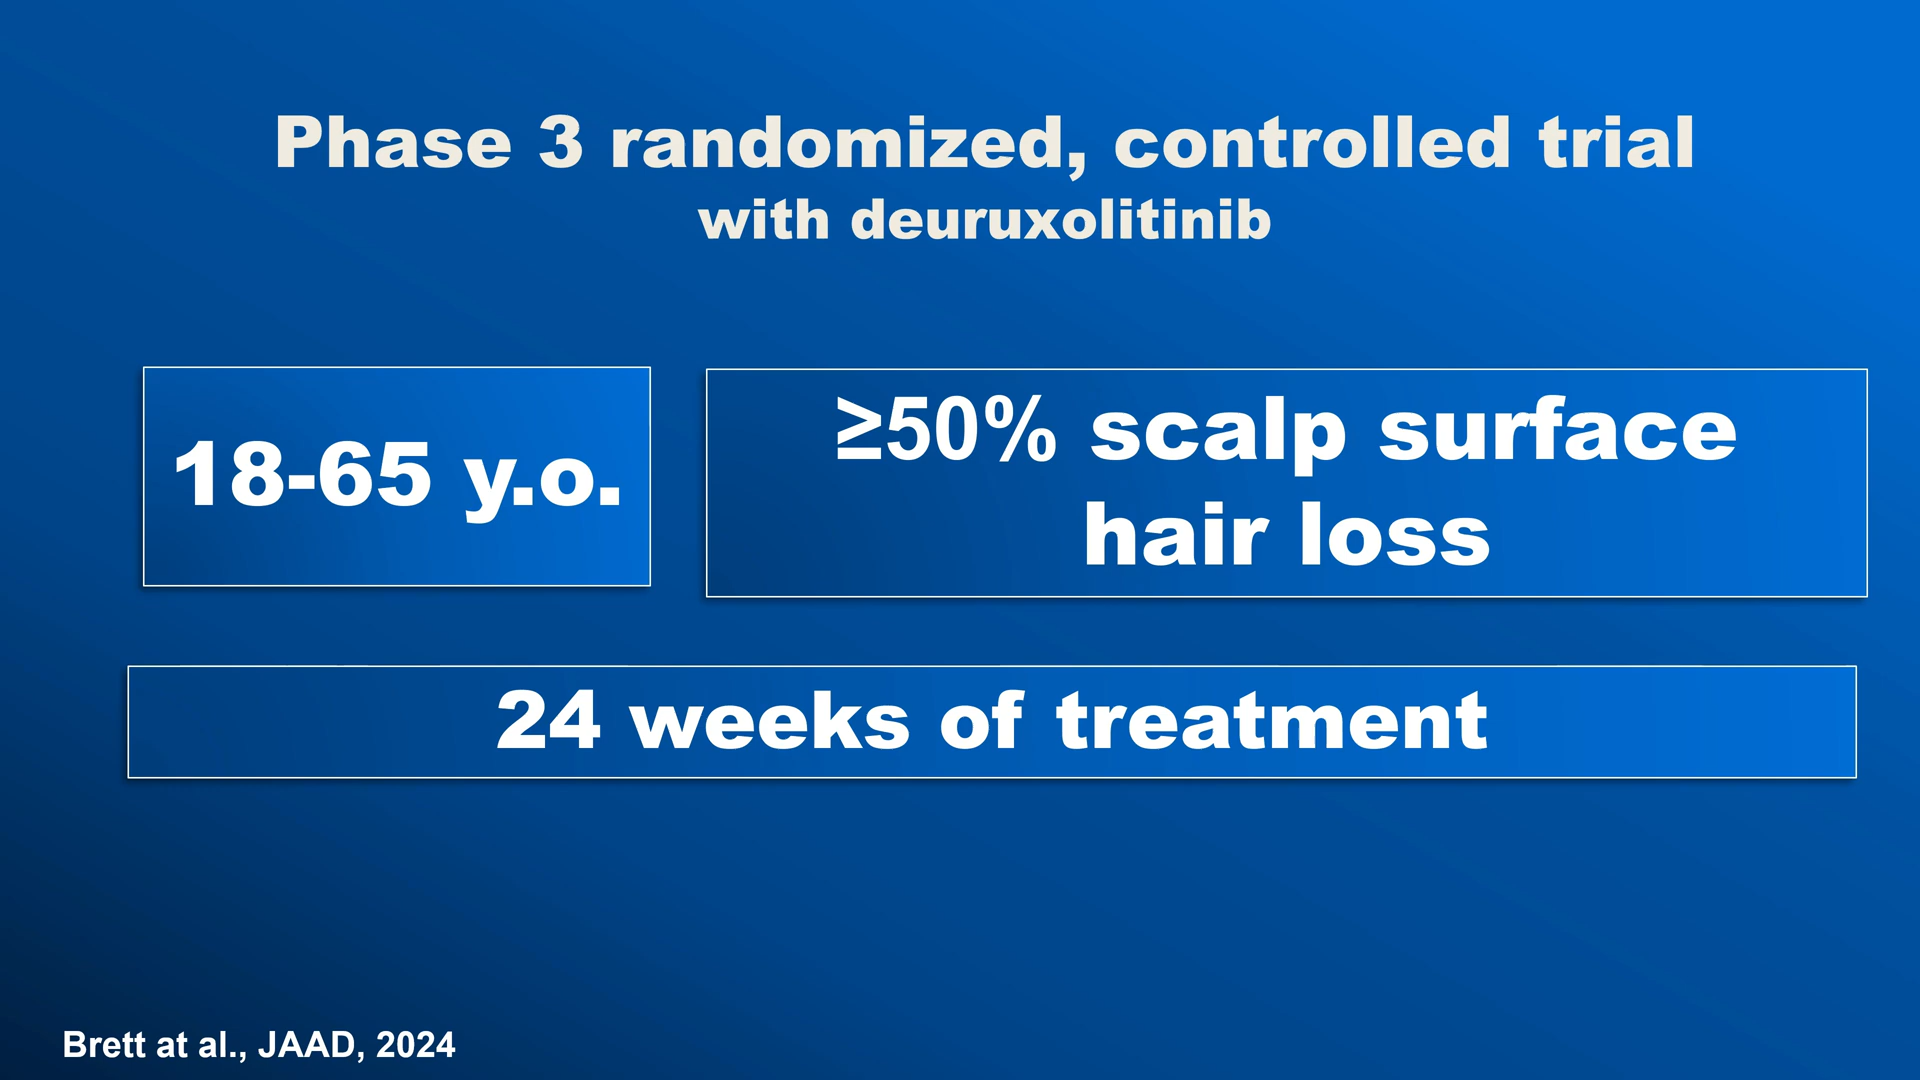 Phase 3 randomized, controlled trial
with deuruxolitinib
18-65 y.o.
≥50% scalp surface
hair loss
24 weeks of treatment
Brett at al., JAAD, 2024